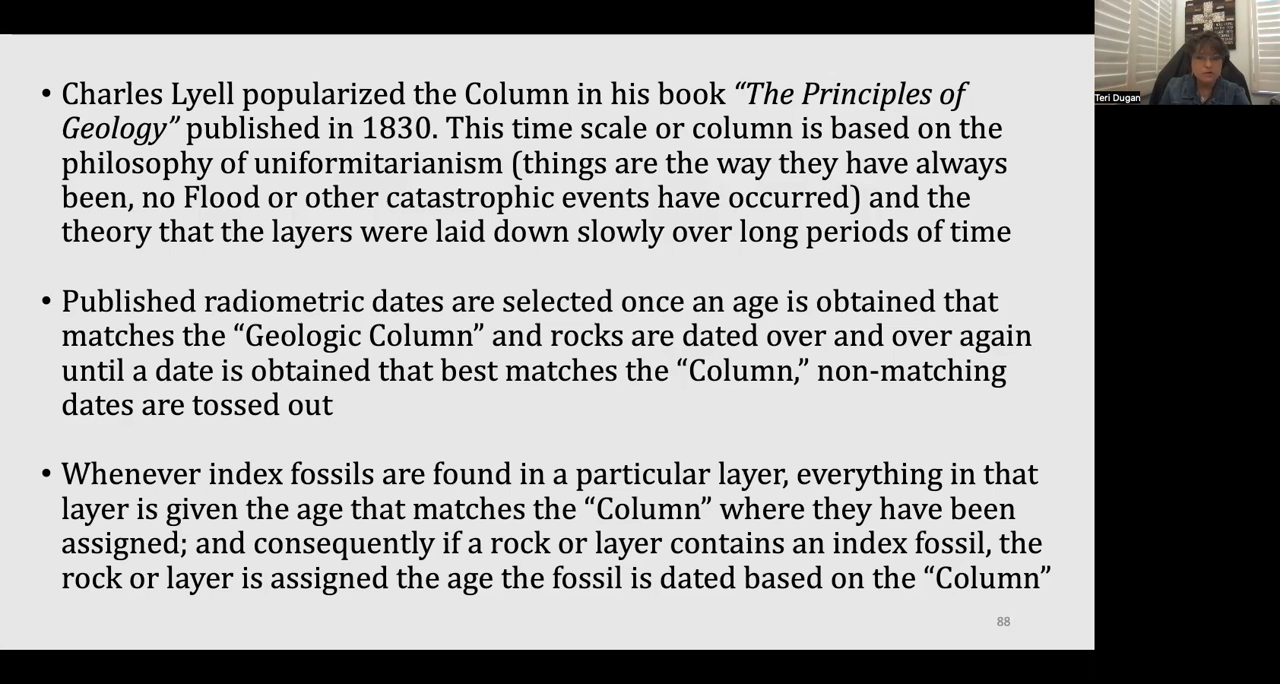 • Charles Lyell popularized the Column in his book “The Principles of
Geology” published in 1830. This time scale or column is based on the
philosophy of uniformitarianism (things are the way they have always
been, no Flood or other catastrophic events have occurred) and the
theory that the layers were laid down slowly over long periods of time
• Published radiometric dates are selected once an age is obtained that
matches the “Geologic Column” and rocks are dated over and over again
until a date is obtained that best matches the “Column,” non-matching
dates are tossed out
• Whenever index fossils are found in a particular layer, everything in that
layer is given the age that matches the “Column” where they have been
assigned; and consequently if a rock or layer contains an index fossil, the
rock or layer is assigned the age the fossil is dated based on the “Column”
88
Teri Dugan